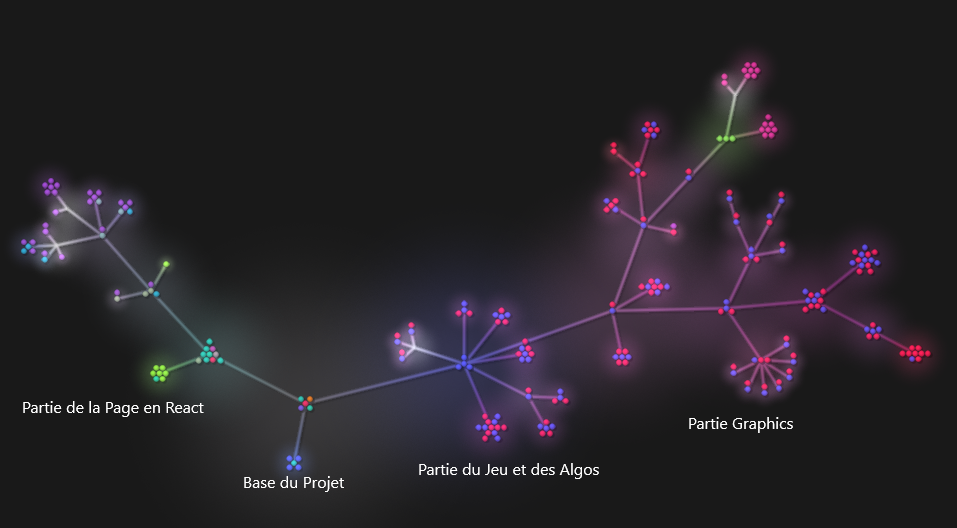 Partie de la Page en React
Base du Projet
Partie du Jeu et des Algos
Partie Graphics